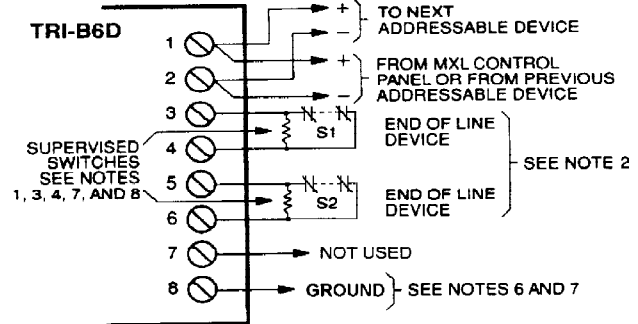 TRI-B6D
1
2
3
4
5
6
7
8
+
−
TO NEXT
ADDRESSABLE DEVICE
+
−
FROM MXL CONTROL
PANEL OR FROM PREVIOUS
ADDRESSABLE DEVICE
S1
END OF LINE
DEVICE
SUPERVISED
SWITCHES
SEE NOTES
1, 3, 4, 7, AND 8
SEE NOTE 2
S2
END OF LINE
DEVICE
NOT USED
GROUND
SEE NOTES 6 AND 7